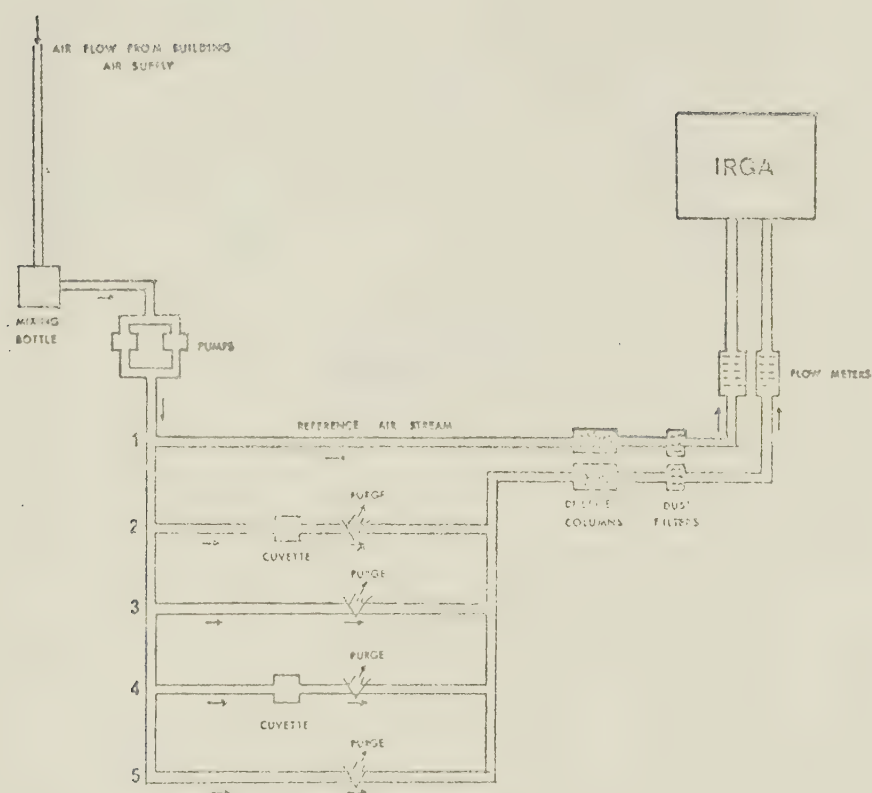 AIR FLOW FROM BUILDING
AIR SUPPLY
IRGA
MIXING
BOTTLE
PUMPS
FLOW METERS
1
REFERENCE AIR STREAM
PURGE
COLUMNS
DUST
FILTERS
2
CUVETTE
PURGE
3
PURGE
4
CUVETTE
PURGE
5